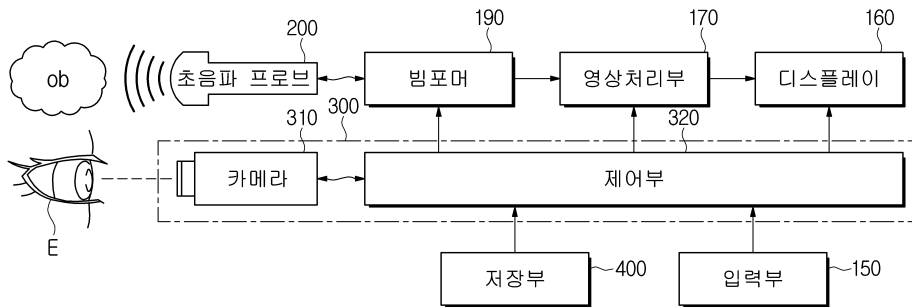 190
170
160
200
ob
초음파 프로브
빔포머
영상처리부
디스플레이
300
310
320
카메라
제어부
E
저장부
400
입력부
150